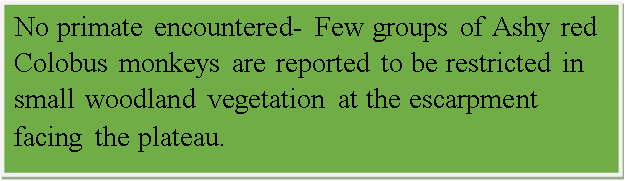 No primate encountered- Few groups of Ashy red
Colobus monkeys are reported to be restricted in
small woodland vegetation at the escarpment
facing the plateau.